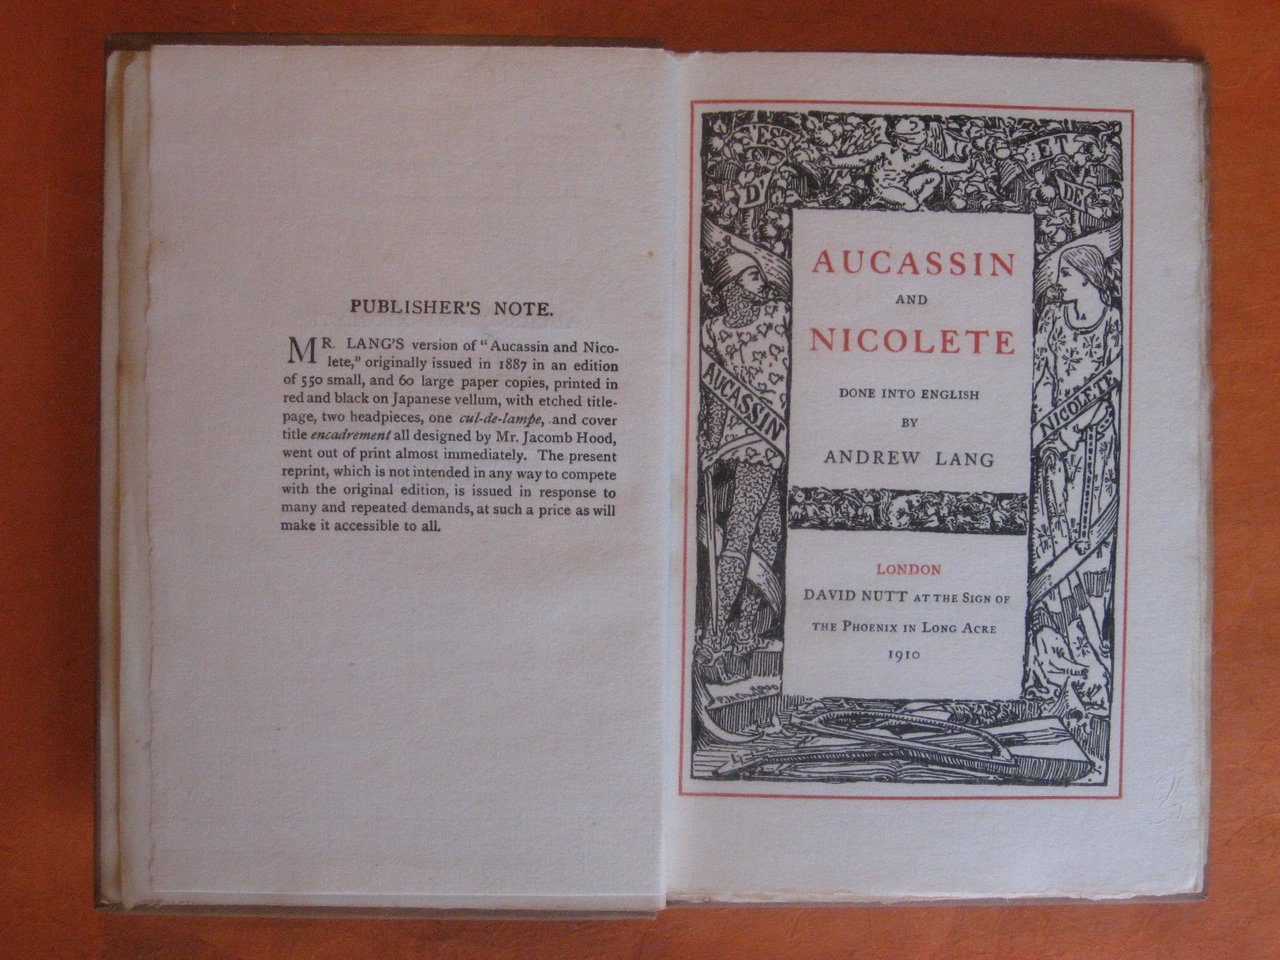 PUBLISHER'S NOTE.
MR. LANG'S version of "Aucassin and Nico-
lete," originally issued in 1887 in an edition
of 550 small, and 60 large paper copies, printed in
red and black on Japanese vellum, with etched title-
page, two headpieces, one cul-de-lampe, and cover
title encadrement all designed by Mr. Jacomb Hood,
went out of print almost immediately. The present
reprint, which is not intended in any way to compete
with the original edition, is issued in response to
many and repeated demands, at such a price as will
make it accessible to all.
D'
ET
DE
AUCASSIN
AND
NICOLETE
DONE INTO ENGLISH
BY
ANDREW LANG
AUCASSIN
NICOLETE
LONDON
DAVID NUTT AT THE SIGN OF
THE PHOENIX IN LONG ACRE
1910